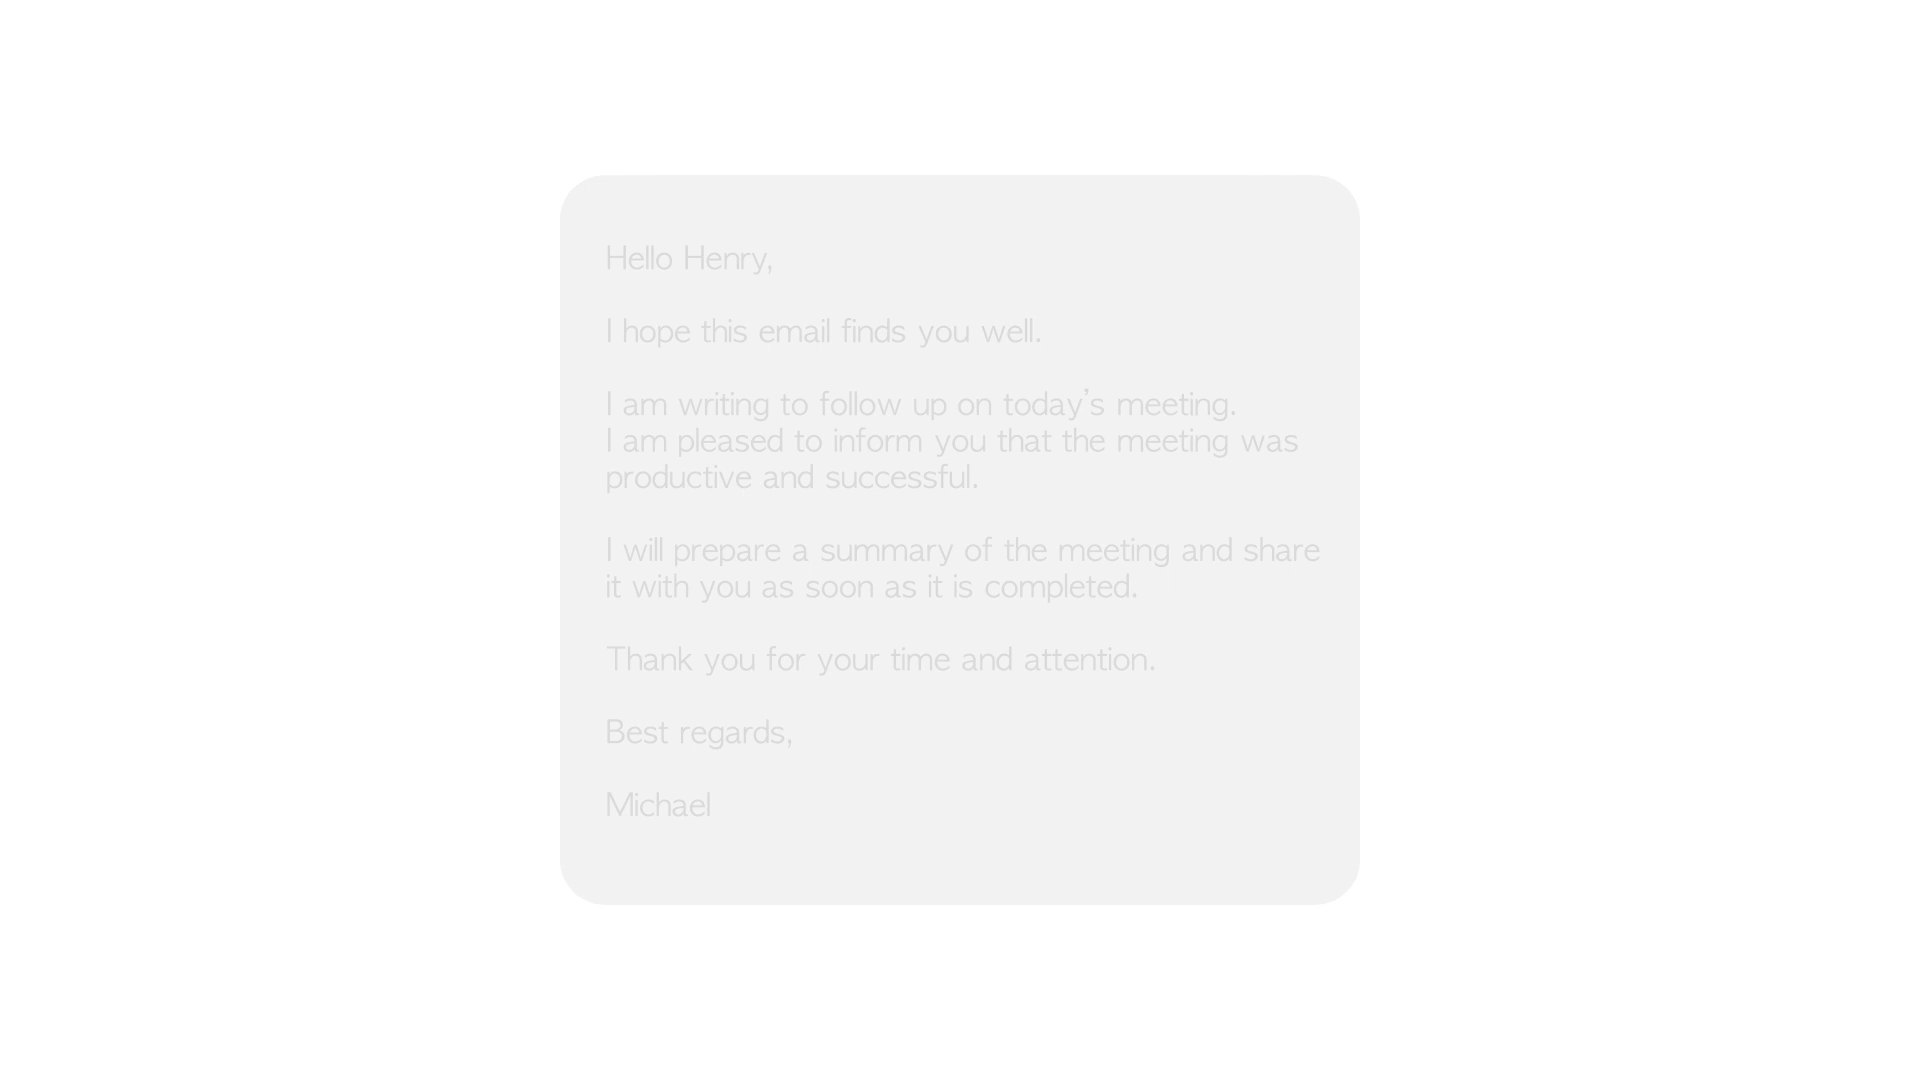 Hello Henry,
I hope this email finds you well.
I am writing to follow up on today’s meeting.
I am pleased to inform you that the meeting was
productive and successful.
I will prepare a summary of the meeting and share
it with you as soon as it is completed.
Thank you for your time and attention.
Best regards,
Michael